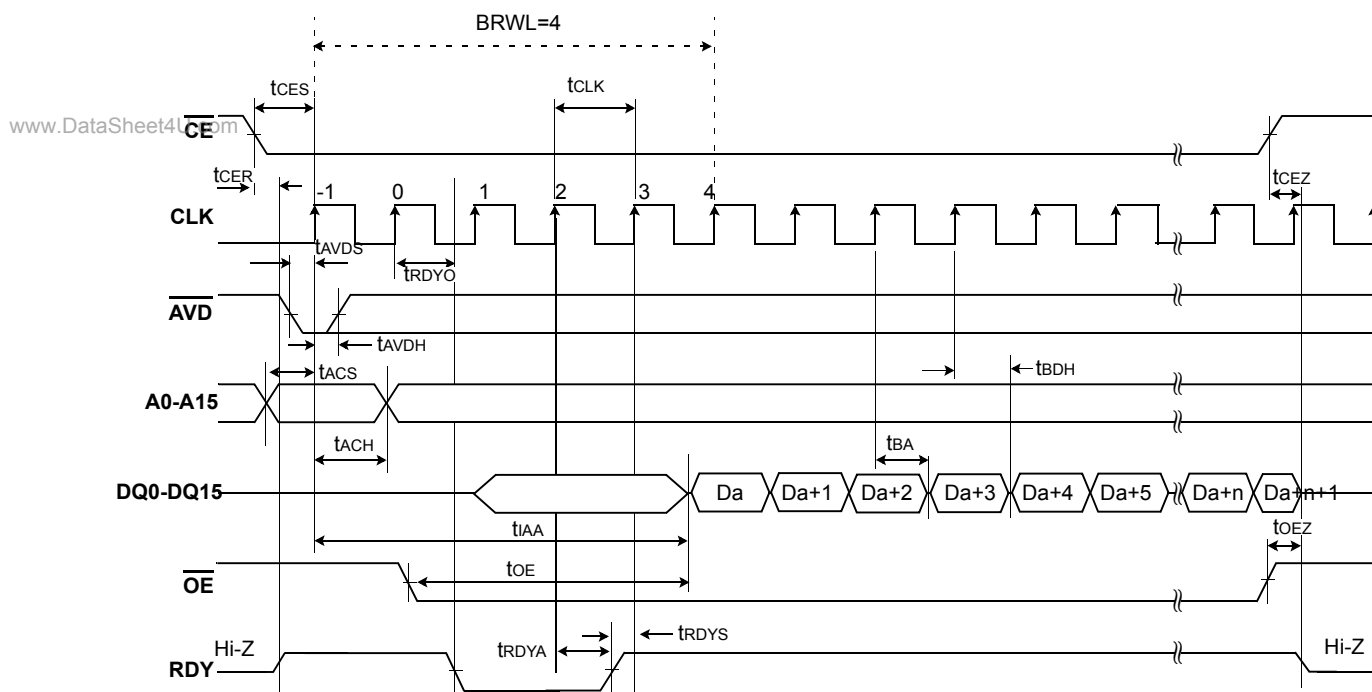 BRWL=4
tCES
tCLK
www.DataSheet4U.com
CE
tCER
tCEZ
-1 0 1 2 3 4
CLK
tAVDS
tRDYO
AVD
tAVDH
tACS
tBDH
A0-A15
tACH
tBA
DQ0-DQ15
Da Da+1 Da+2 Da+3 Da+4 Da+5 Da+n Da+n+1
tIAA
tOEZ
tOE
OE
tRDYS
Hi-Z
tRDYA
Hi-Z
RDY